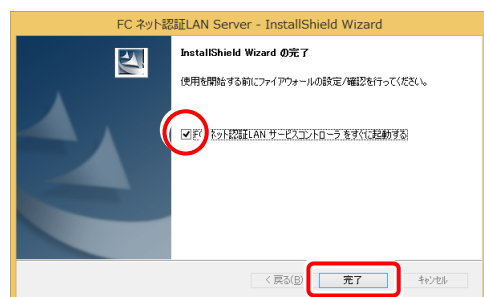 FC ネット認証LAN Server - InstallShield Wizard
InstallShield Wizard の完了
使用を開始する前にファイアウォールの設定/確認を行ってください。
FC ネット認証LAN サービスコントローラ をすぐに起動する
< 戻る(B)
完了
キャンセル